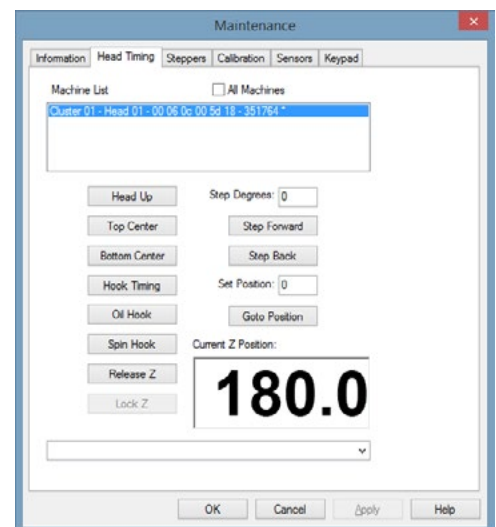 Maintenance
Information Head Timing Steppers Calibration Sensors Keypad
Machine List All Machines
Cluster 01 - Head 01 - 00 06 0c 00 5d 18 - 351764 *
Head Up Step Degrees: 0
Top Center Step Forward
Bottom Center Step Back
Hook Timing Set Position: 0
Oil Hook Goto Position
Spin Hook Current Z Position:
Release Z 180.0
Lock Z
OK Cancel Apply Help